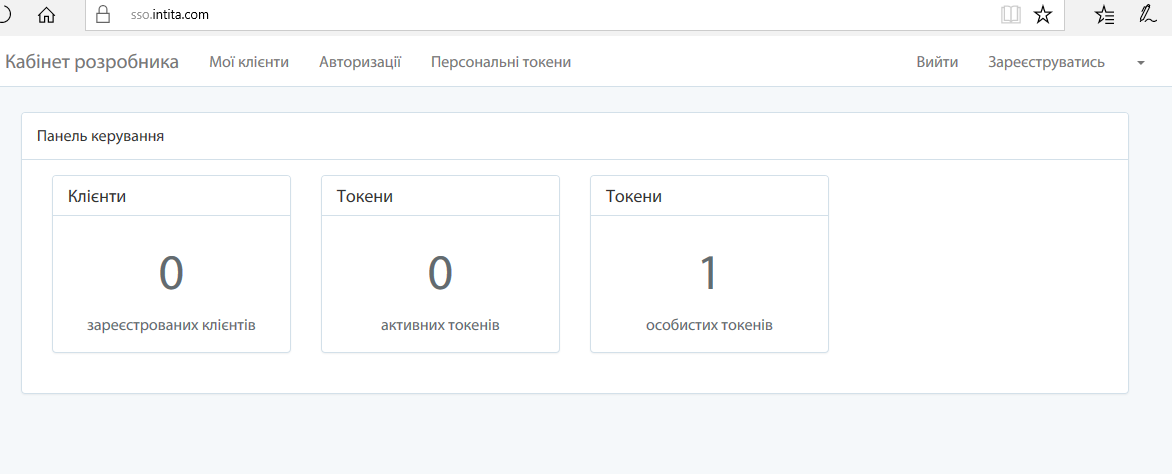 sso.intita.com
Кабінет розробника Мої клієнти Авторизації Персональні токени Вийти Зареєструватись
Панель керування
Клієнти
0
зареєстрованих клієнтів
Токени
0
активних токенів
Токени
1
особистих токенів